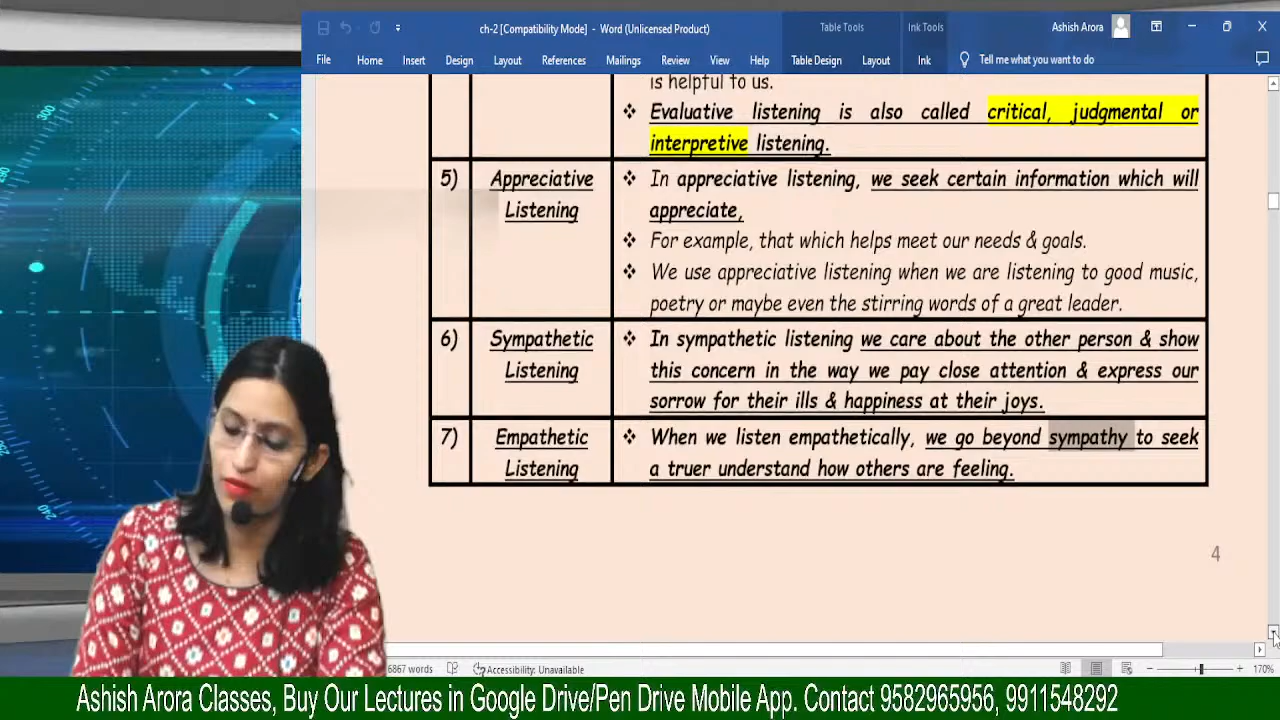 ch-2 [Compatibility Mode] - Word (Unlicensed Product)
Table Tools
Ink Tools
Ashish Arora
File Home Insert Design Layout References Mailings Review View Help Table Design Layout Ink Tell me what you want to do
is helpful to us.
❖ Evaluative listening is also called critical, judgmental or
interpretive listening.
5) Appreciative
Listening
❖ In appreciative listening, we seek certain information which will
appreciate,
❖ For example, that which helps meet our needs & goals.
❖ We use appreciative listening when we are listening to good music,
poetry or maybe even the stirring words of a great leader.
6) Sympathetic
Listening
❖ In sympathetic listening we care about the other person & show
this concern in the way we pay close attention & express our
sorrow for their ills & happiness at their joys.
7) Empathetic
Listening
❖ When we listen empathetically, we go beyond sympathy to seek
a truer understand how others are feeling.
4
6867 words
Accessibility: Unavailable
170%
300
290
280
240
Ashish Arora Classes, Buy Our Lectures in Google Drive/Pen Drive Mobile App. Contact 9582965956, 9911548292